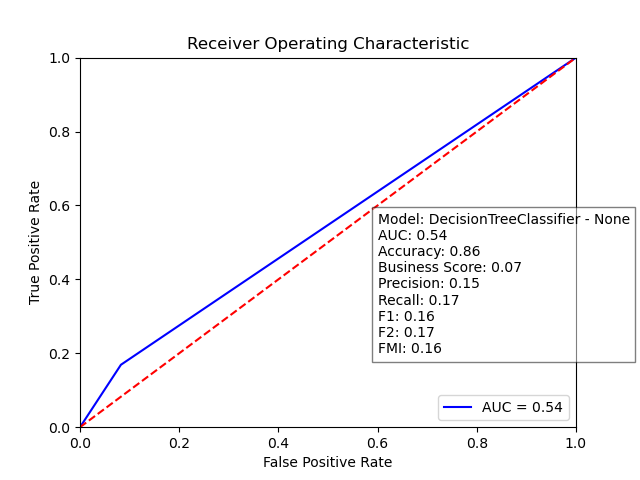 Receiver Operating Characteristic
1.0
0.8
0.6
0.4
0.2
0.0
True Positive Rate
Model: DecisionTreeClassifier - None
AUC: 0.54
Accuracy: 0.86
Business Score: 0.07
Precision: 0.15
Recall: 0.17
F1: 0.16
F2: 0.17
FMI: 0.16
AUC = 0.54
0.0 0.2 0.4 0.6 0.8 1.0
False Positive Rate